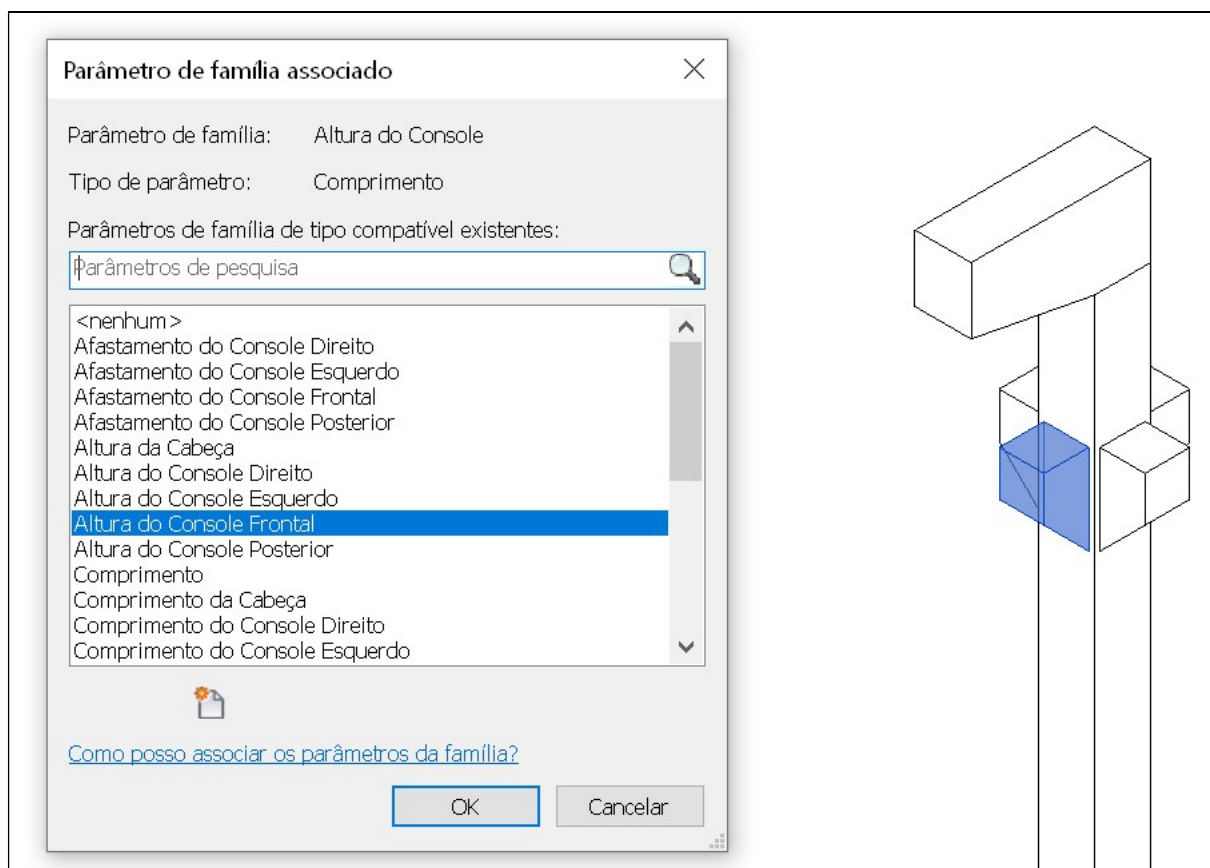 Parâmetro de família associado
Parâmetro de família: Altura do Console
Tipo de parâmetro: Comprimento
Parâmetros de família de tipo compatível existentes:
Parâmetros de pesquisa
<nenhum>
Afastamento do Console Direito
Afastamento do Console Esquerdo
Afastamento do Console Frontal
Afastamento do Console Posterior
Altura da Cabeça
Altura do Console Direito
Altura do Console Esquerdo
Altura do Console Frontal
Altura do Console Posterior
Comprimento
Comprimento da Cabeça
Comprimento do Console Direito
Comprimento do Console Esquerdo
Como posso associar os parâmetros da família?
OK Cancelar